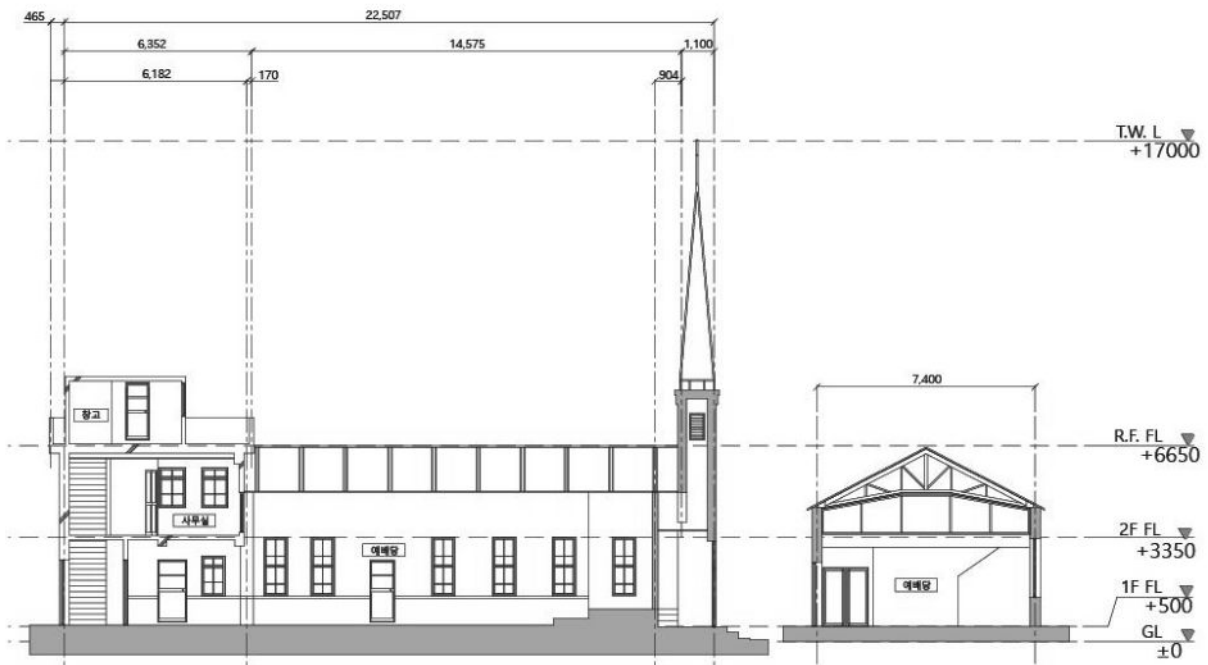 465
22,507
6,352
14,575
1,100
6,182
170
904
T.W. L
+17000
7,400
창고
R.F. FL
+6650
사무실
2F FL
+3350
예배당
예배당
1F FL
+500
GL
±0